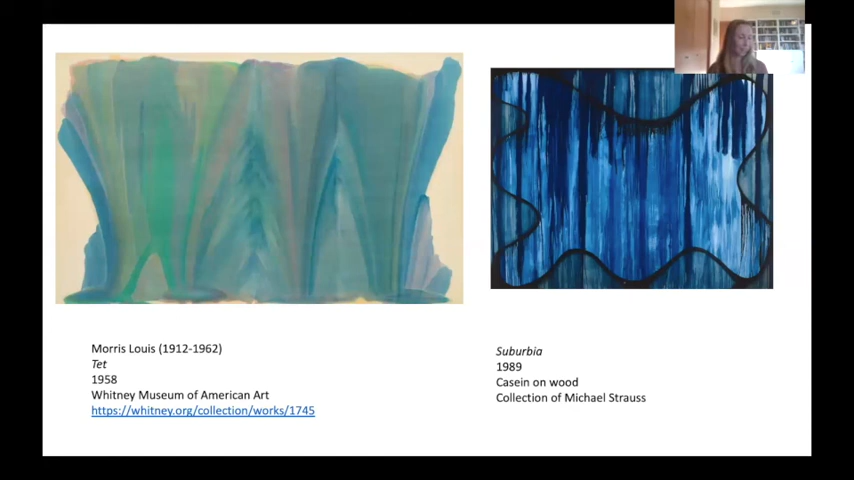 Morris Louis (1912-1962)
Tet
1958
Whitney Museum of American Art
https://whitney.org/collection/works/1745
Suburbia
1989
Casein on wood
Collection of Michael Strauss